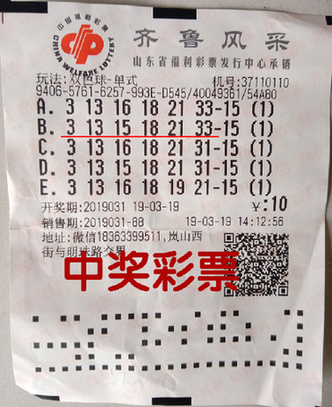 中国福利彩票
CHINA WELFARE LOTTERY
齐鲁风采
山东省福利彩票发行中心承销
玩法:双色球-单式 机号:37110110
9406-5761-6257-993E-D545/40049361/54A80
A. 3 13 16 18 21 33-15 (1)
B. 3 13 15 18 21 33-15 (1)
C. 3 13 15 16 21 31-15 (1)
D. 3 13 15 18 21 31-15 (1)
E. 3 13 16 18 19 21-15 (1)
开奖期:2019031 19-03-19 ¥:10
销售期:2019031-88 19-03-19 14:12:56
地址:微信18363399511,岚山西
街与明珠路交界
中奖彩票